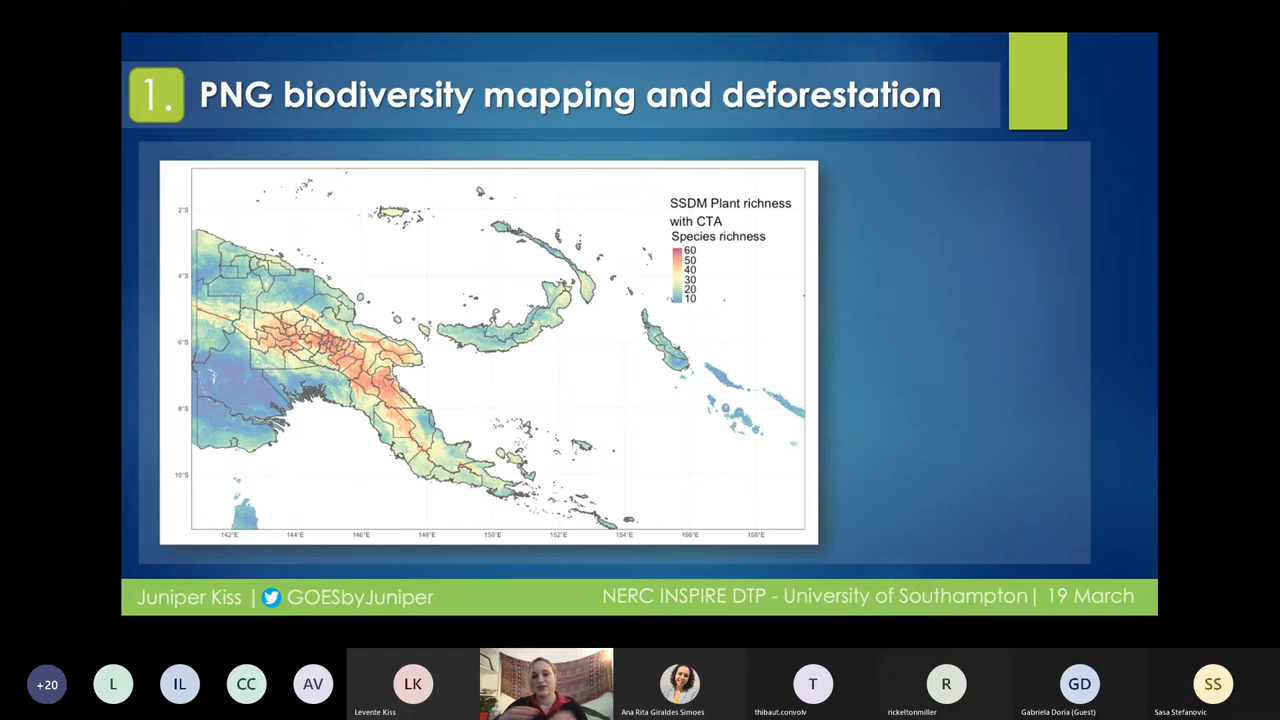 1. PNG biodiversity mapping and deforestation
SSDM Plant richness
with CTA
Species richness
60
50
40
30
20
10
2°S
4°S
6°S
8°S
10°S
142°E 144°E 146°E 148°E 150°E 152°E 154°E 156°E 158°E
Juniper Kiss | GOESbyJuniper
NERC INSPIRE DTP - University of Southampton| 19 March
+20 L IL CC AV LK T R GD SS
Levente Kiss Ana Rita Giraldes Simoes thibaut.convolv rickeltonmiller Gabriela Doria (Guest) Sasa Stefanovic